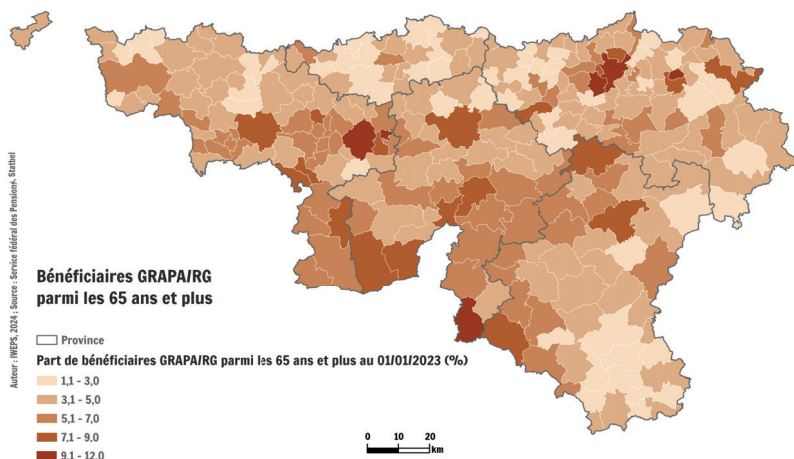 Auteur : IWEPS, 2024 ; Source : Service fédéral des Pensions, Statbel
Bénéficiaires GRAPA/RG
parmi les 65 ans et plus
Province
Part de bénéficiaires GRAPA/RG parmi les 65 ans et plus au 01/01/2023 (%)
1,1 - 3,0
3,1 - 5,0
5,1 - 7,0
7,1 - 9,0
9,1 - 12,0
0 10 20
km